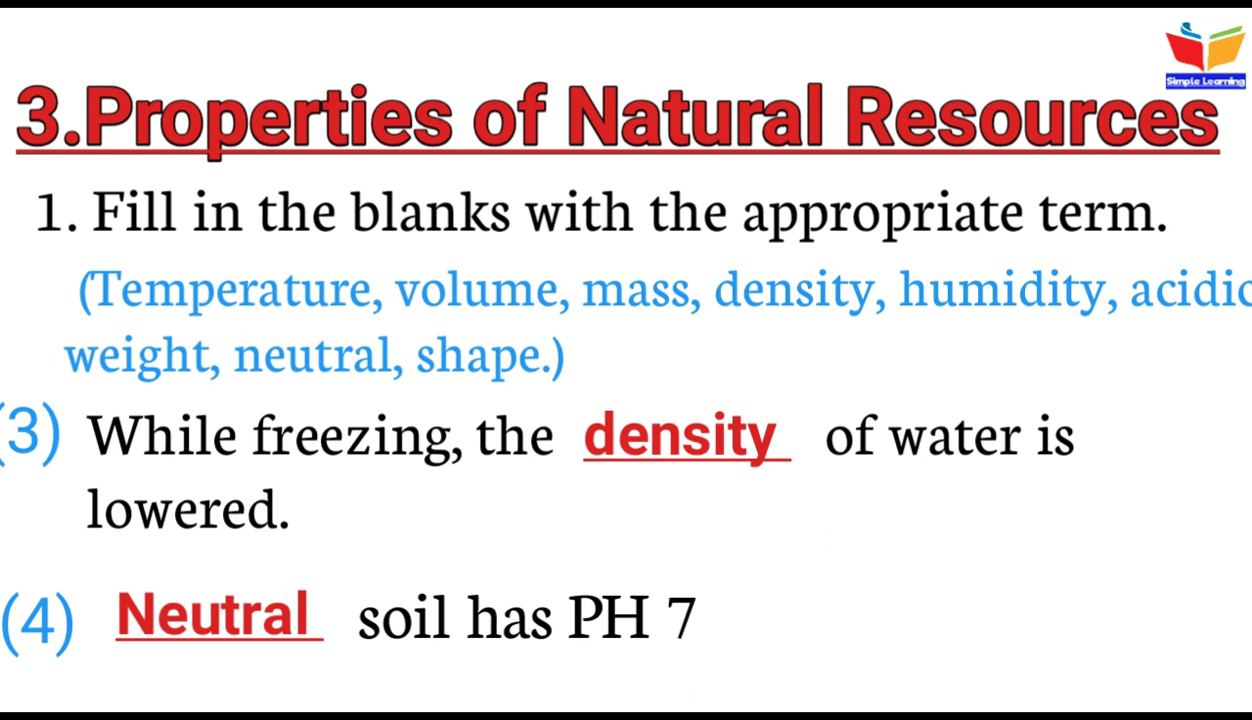 Simple Learning
3.Properties of Natural Resources
1. Fill in the blanks with the appropriate term.
(Temperature, volume, mass, density, humidity, acidic
weight, neutral, shape.)
(3) While freezing, the density of water is
lowered.
(4) Neutral soil has PH 7